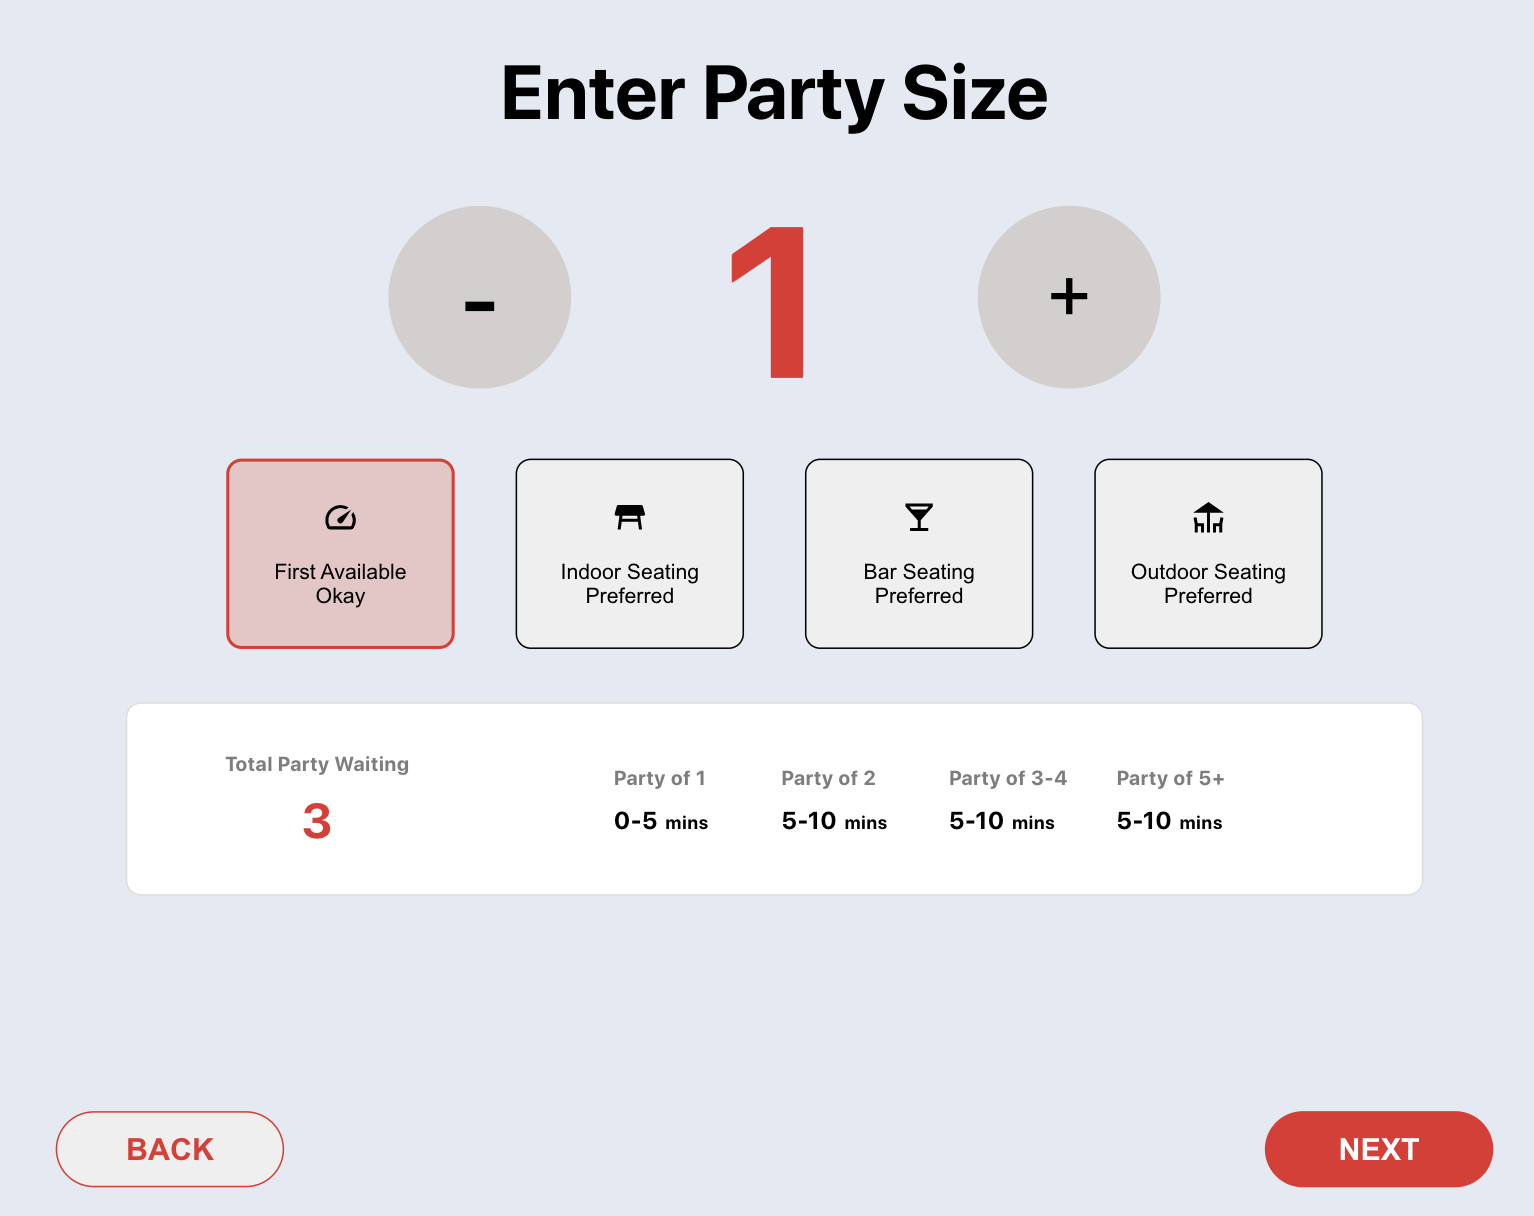 Enter Party Size
- 1 +
First Available
Okay
Indoor Seating
Preferred
Bar Seating
Preferred
Outdoor Seating
Preferred
Total Party Waiting
3
Party of 1
0-5 mins
Party of 2
5-10 mins
Party of 3-4
5-10 mins
Party of 5+
5-10 mins
BACK
NEXT